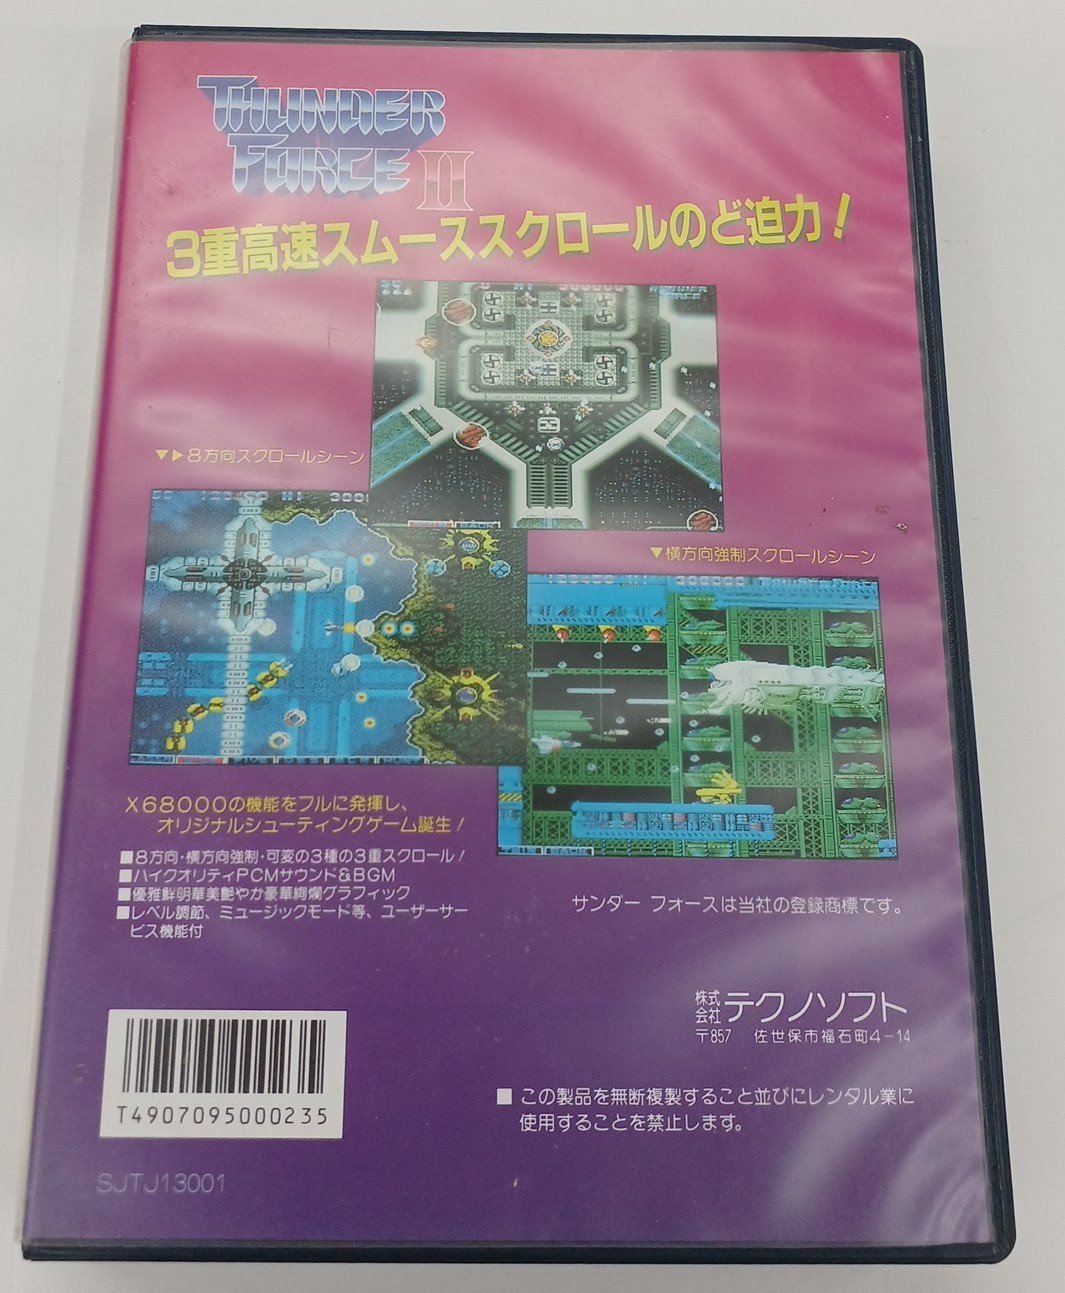 THUNDER
FORCE II
3重高速スムーススクロールのど迫力！
▼▶8方向スクロールシーン
▼横方向強制スクロールシーン
X68000の機能をフルに発揮し、
オリジナルシューティングゲーム誕生！
■8方向・横方向強制・可変の3種の3重スクロール！
■ハイクオリティPCMサウンド&BGM
■優雅鮮明華美艶やか豪華絢爛グラフィック
■レベル調節、ミュージックモード等、ユーザーサー
ビス機能付
サンダー フォースは当社の登録商標です。
株式会社 テクノソフト
〒857 佐世保市福石町4-14
■ この製品を無断複製すること並びにレンタル業に
使用することを禁止します。
T4907095000235
SJTJ13001